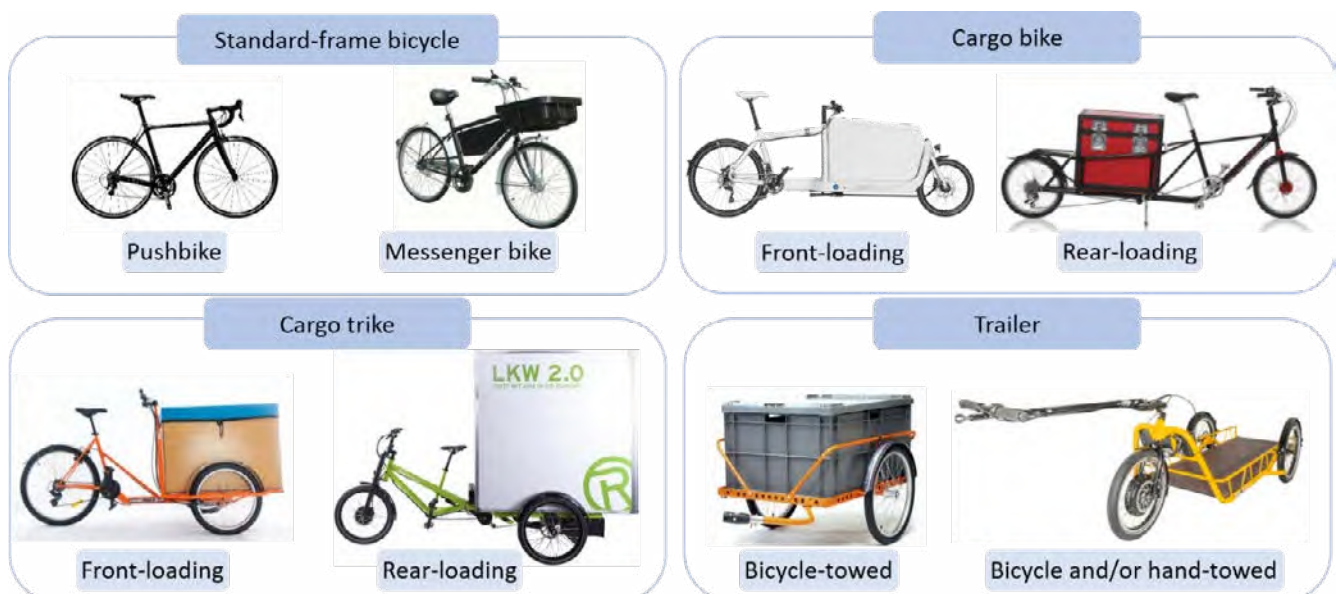 Standard-frame bicycle
Cargo bike
Pushbike
Messenger bike
Front-loading
Rear-loading
Cargo trike
Trailer
LKW 2.0
Front-loading
Rear-loading
Bicycle-towed
Bicycle and/or hand-towed